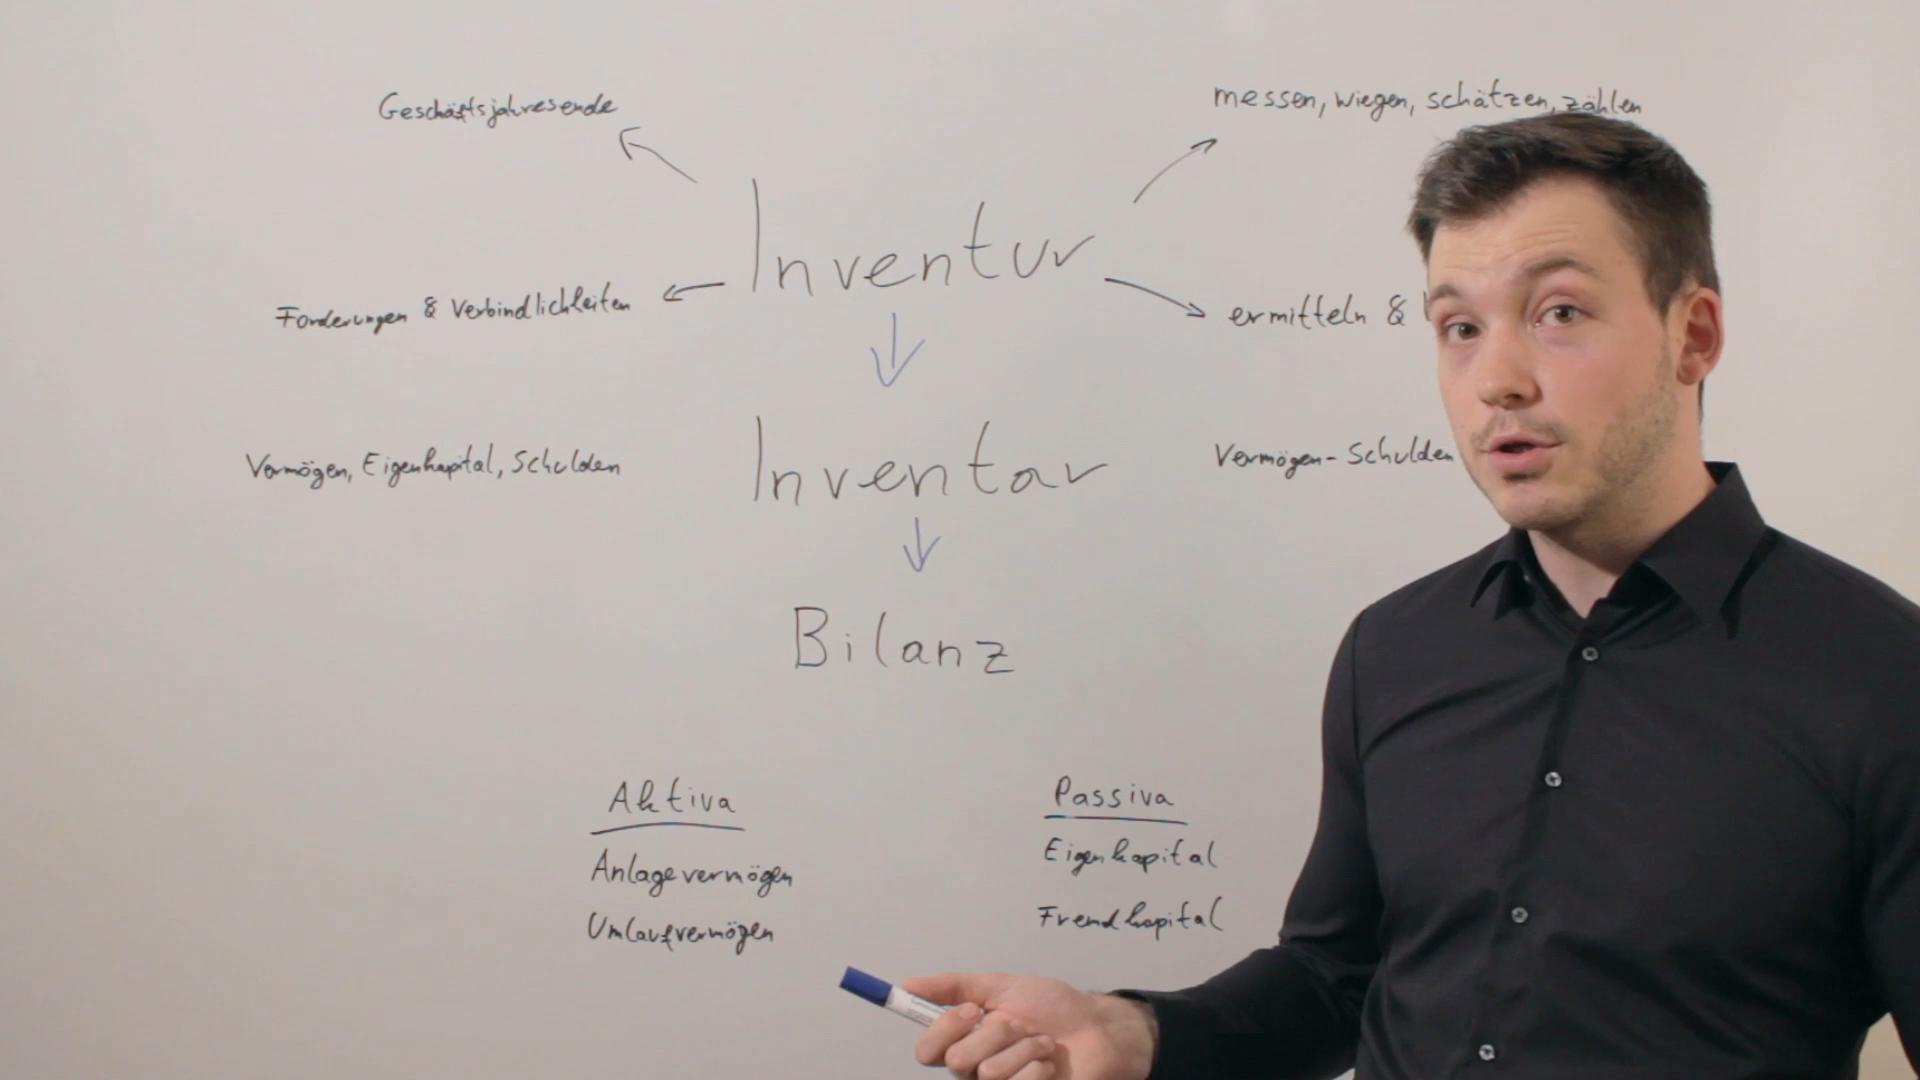 Geschäftsjahresende
messen, wiegen, schätzen, zählen
Inventur
Forderungen & Verbindlichkeiten
ermitteln &
Inventar
Vermögen, Eigenkapital, Schulden
Vermögen - Schulden
Bilanz
Aktiva
Passiva
Anlagevermögen
Eigenkapital
Umlaufvermögen
Fremdkapital